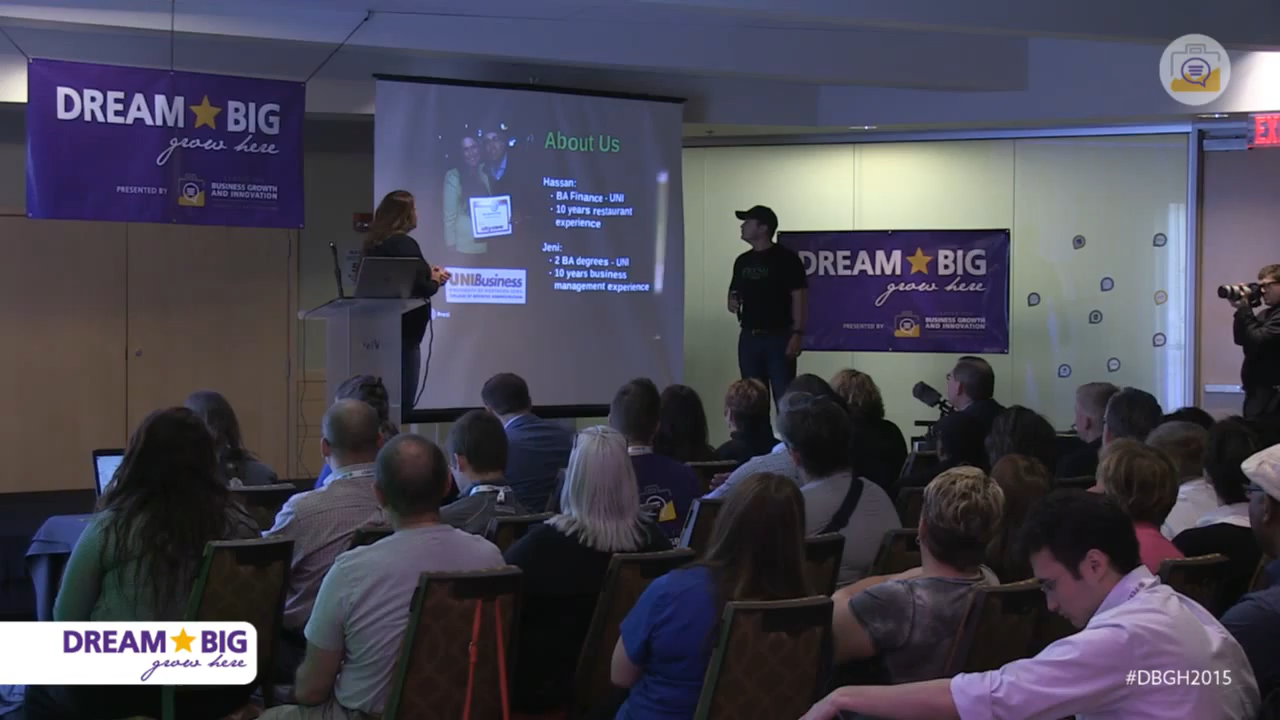 DREAM BIG
grow here
PRESENTED BY
BUSINESS GROWTH
AND INNOVATION
About Us
Hassan:
- BA Finance - UNI
- 10 years restaurant
experience
Jeni:
- 2 BA degrees - UNI
- 10 years business
management experience
UNIBusiness
Prezi
DREAM BIG
grow here
PRESENTED BY
BUSINESS GROWTH
AND INNOVATION
EX
DREAM BIG
grow here
#DBGH2015